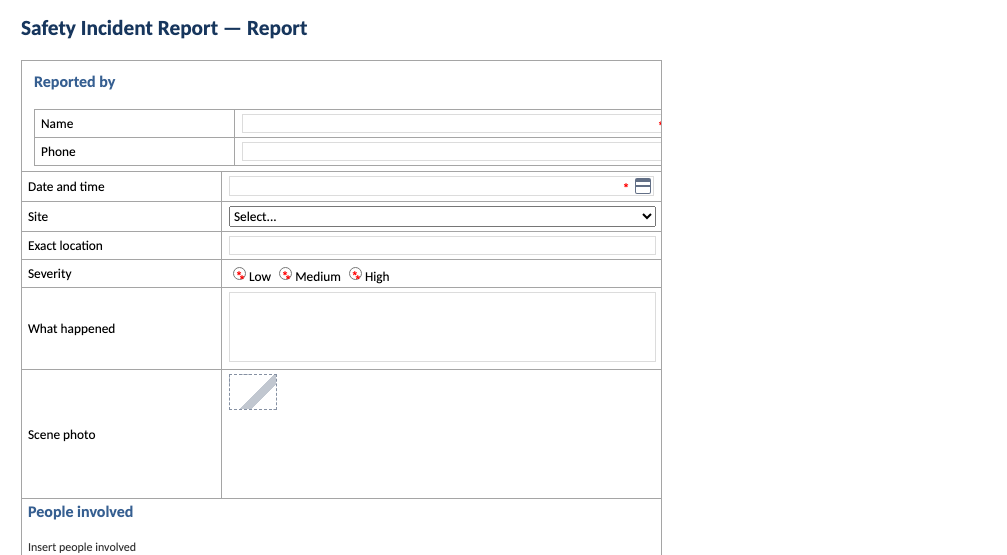 Safety Incident Report — Report
Reported by
Name
Phone
Date and time *
Site Select...
Exact location
Severity Low Medium High
What happened
Scene photo
People involved
Insert people involved